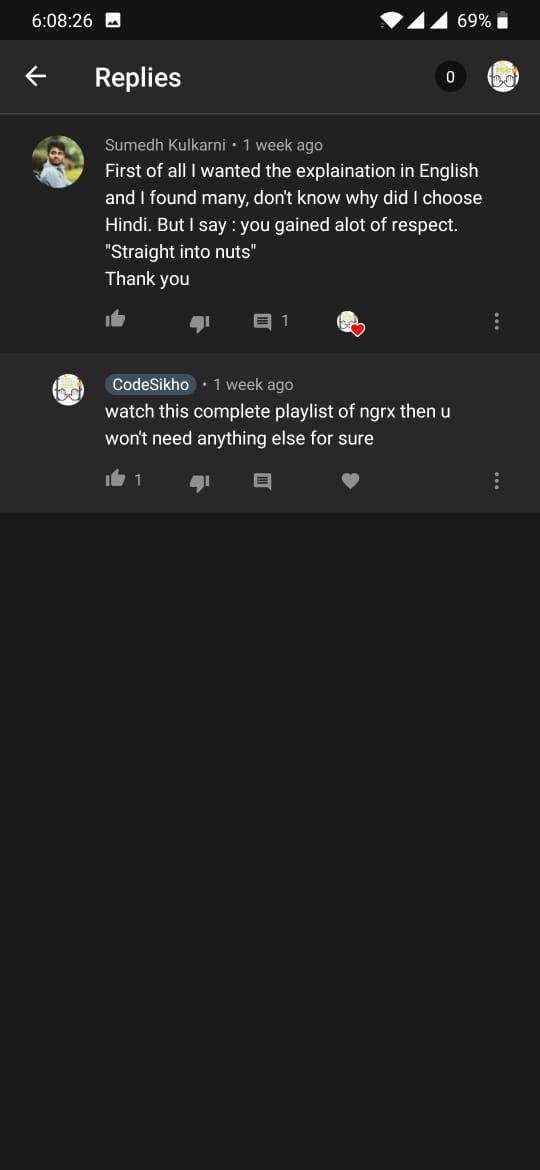 6:08:26 69%
Replies 0
Sumedh Kulkarni • 1 week ago
First of all I wanted the explaination in English
and I found many, don't know why did I choose
Hindi. But I say : you gained alot of respect.
"Straight into nuts"
Thank you
1
CodeSikho • 1 week ago
watch this complete playlist of ngrx then u
won't need anything else for sure
1